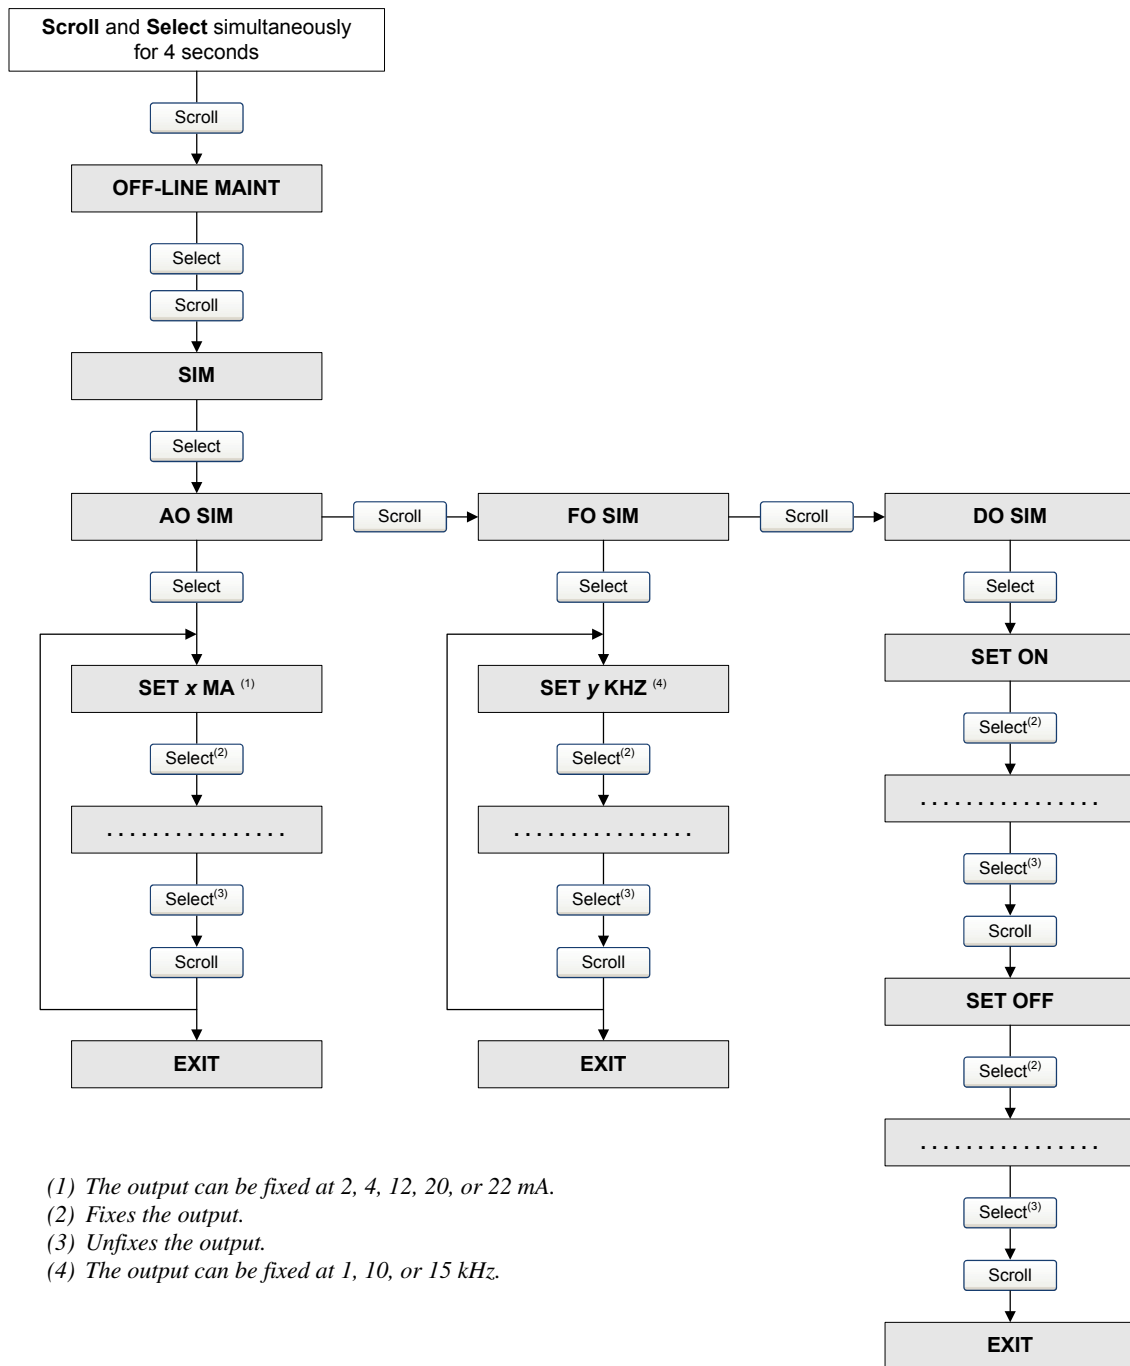 Scroll and Select simultaneously
for 4 seconds
Scroll
OFF-LINE MAINT
Select
Scroll
SIM
Select
AO SIM
Scroll
FO SIM
Scroll
DO SIM
Select
Select
Select
SET x MA (1)
SET y KHZ (4)
SET ON
Select(2)
Select(2)
Select(2)
. . . . . . . . . . . . . . . .
. . . . . . . . . . . . . . . .
. . . . . . . . . . . . . . . .
Select(3)
Select(3)
Select(3)
Scroll
Scroll
Scroll
EXIT
EXIT
SET OFF
Select(2)
. . . . . . . . . . . . . . . .
Select(3)
Scroll
EXIT
(1) The output can be fixed at 2, 4, 12, 20, or 22 mA.
(2) Fixes the output.
(3) Unfixes the output.
(4) The output can be fixed at 1, 10, or 15 kHz.